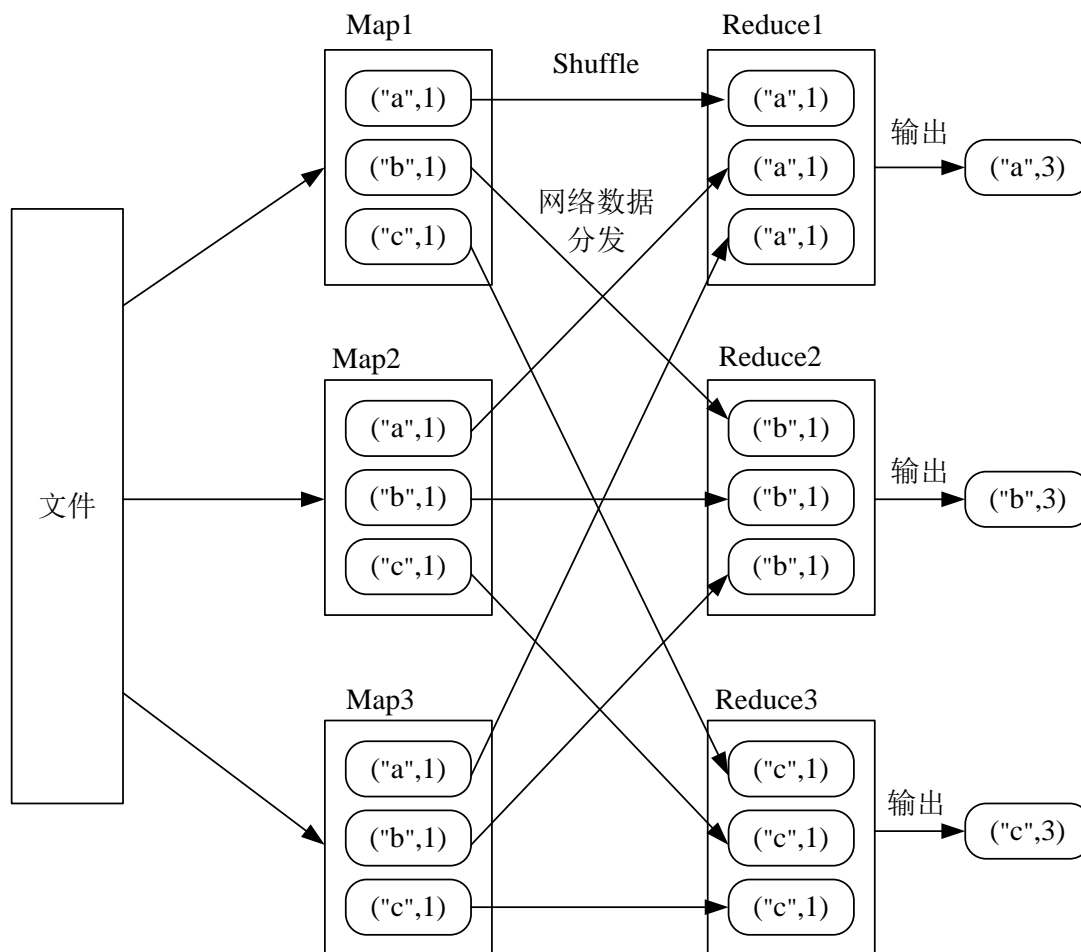 Map1
Reduce1
Shuffle
("a",1)
("b",1)
("c",1)
网络数据
分发
("a",1)
("a",1)
("a",1)
输出
("a",3)
文件
Map2
Reduce2
("a",1)
("b",1)
("c",1)
("b",1)
("b",1)
("b",1)
输出
("b",3)
Map3
Reduce3
("a",1)
("b",1)
("c",1)
("c",1)
("c",1)
("c",1)
输出
("c",3)